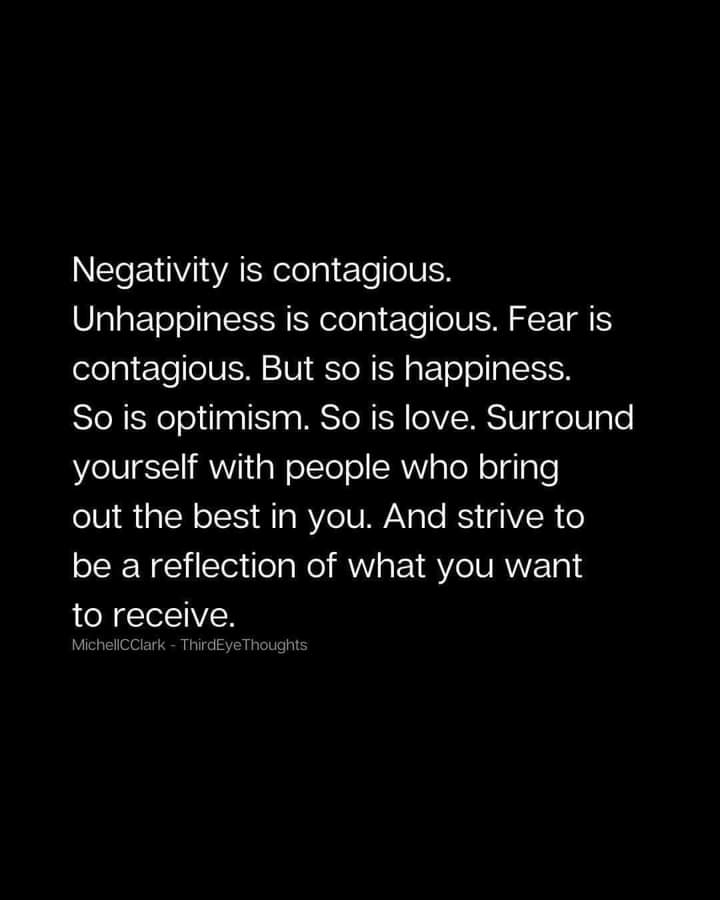 Negativity is contagious.
Unhappiness is contagious. Fear is
contagious. But so is happiness.
So is optimism. So is love. Surround
yourself with people who bring
out the best in you. And strive to
be a reflection of what you want
to receive.
MichellCClark - ThirdEyeThoughts